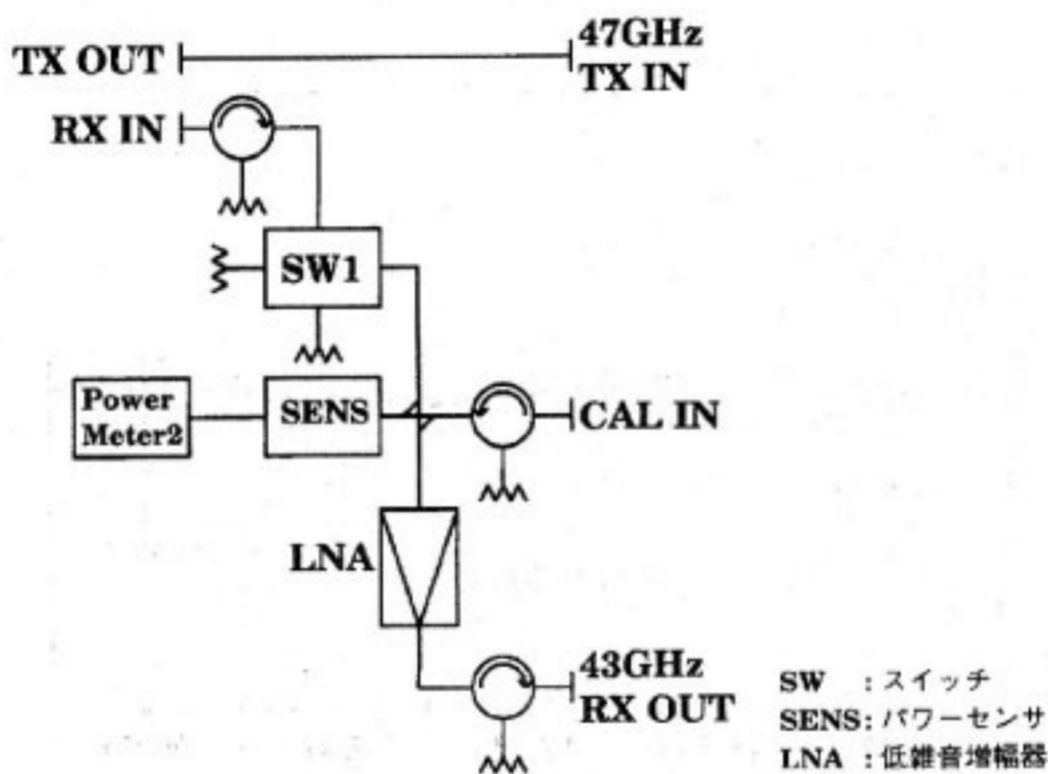 TX OUT
47GHz
TX IN
RX IN
SW1
Power
Meter2
SENS
CAL IN
LNA
43GHz
RX OUT
SW : スイッチ
SENS: パワーセンサ
LNA : 低雑音増幅器